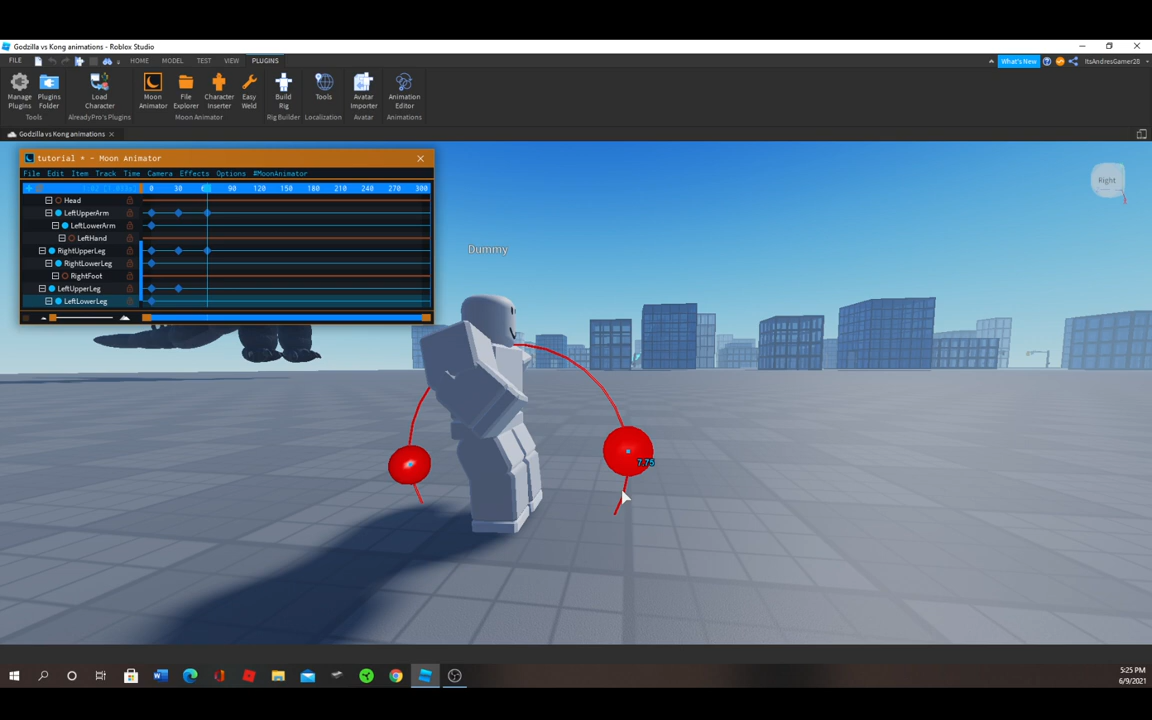 Godzilla vs Kong animations - Roblox Studio
FILE HOME MODEL TEST VIEW PLUGINS What's New ItsAndresGamer28
Manage Plugins
Plugins Folder
Tools
Load Character
AlreadyPro's Plugins
Moon Animator
File Explorer
Character Inserter
Easy Weld
Moon Animator
Build Rig
Rig Builder
Tools
Localization
Avatar Importer
Avatar
Animation Editor
Animations
Godzilla vs Kong animations
tutorial * - Moon Animator
File Edit Item Track Time Camera Effects Options #MoonAnimator
0 30 90 120 150 180 210 240 270 300
Head
LeftUpperArm
LeftLowerArm
LeftHand
RightUpperLeg
RightLowerLeg
RightFoot
LeftUpperLeg
LeftLowerLeg
Right
Dummy
7.75
5:25 PM
6/9/2021